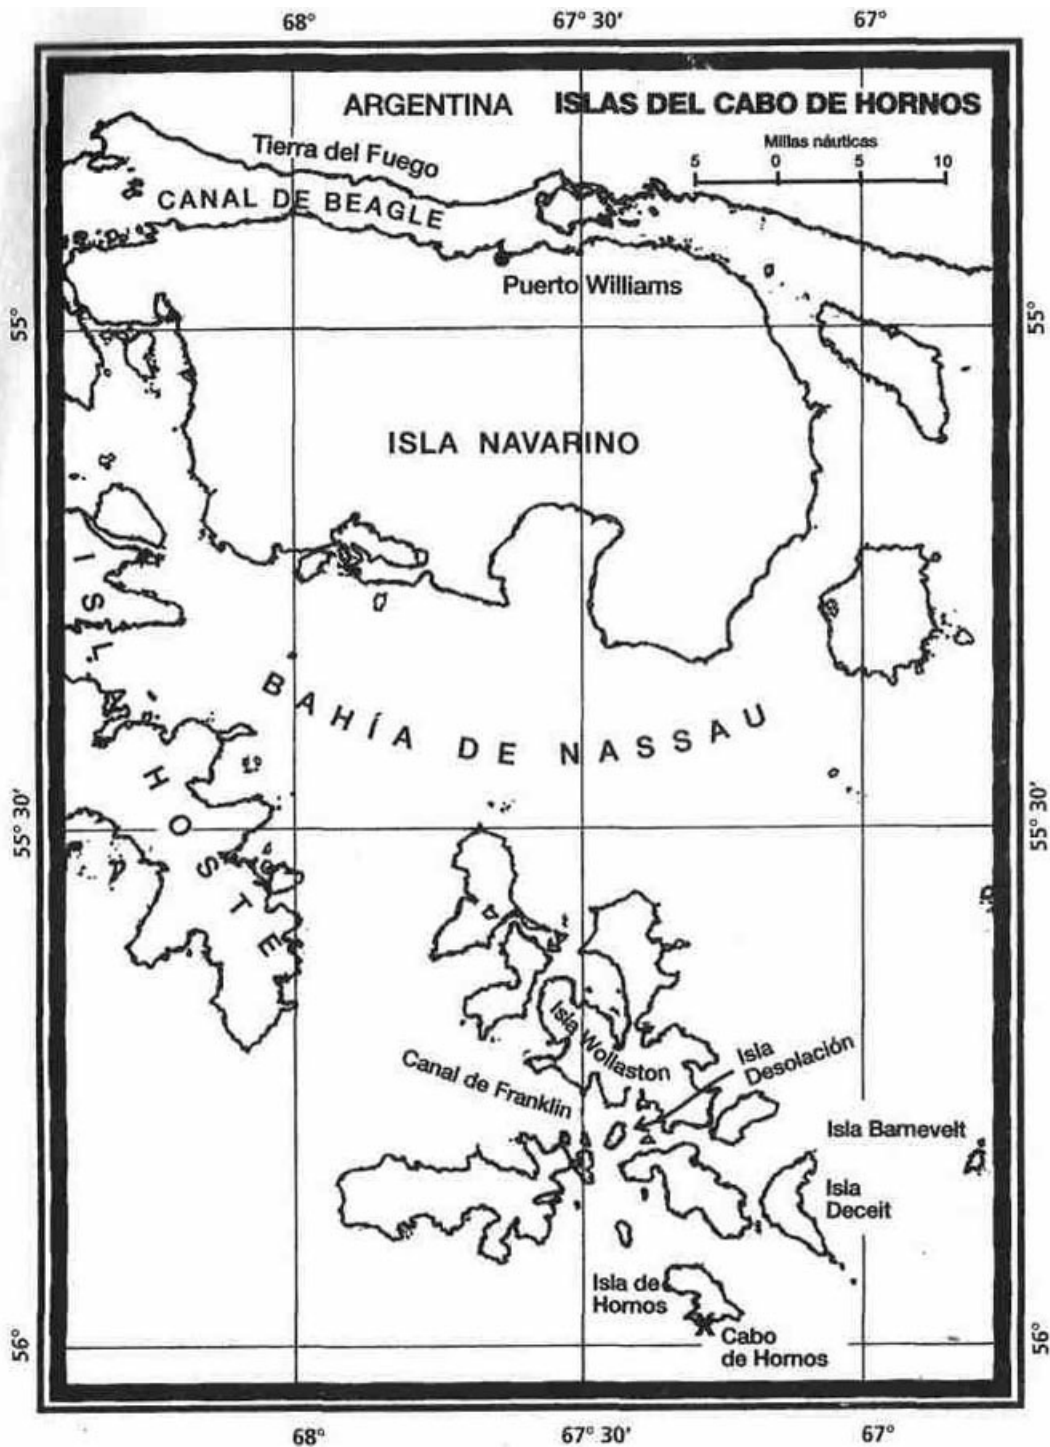 68° 67° 30' 67°
ARGENTINA ISLAS DEL CABO DE HORNOS
Millas náuticas
5 0 5 10
Tierra del Fuego
CANAL DE BEAGLE
Puerto Williams
55° 55°
ISLA NAVARINO
ISLA HOSTE
BAHÍA DE NASSAU
55° 30' 55° 30'
Isla Wollaston
Isla
Desolación
Canal de Franklin
Isla Barnevelt
Isla
Deceit
Isla de
Hornos
Cabo
de Hornos
56° 56°
68° 67° 30' 67°